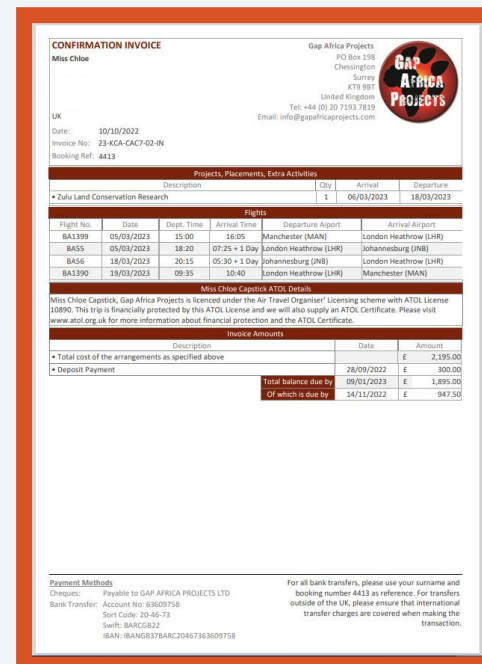 CONFIRMATION INVOICE
Miss Chloe
UK
Date: 10/10/2022
Invoice No: 23-KCA-CAC7-02-IN
Booking Ref: 4413
Gap Africa Projects
PO Box 198
Chessington
Surrey
KT9 9BT
United Kingdom
Tel: +44 (0) 20 7193 7819
Email: info@gapafricaprojects.com
GAP
AFRICA
PROJECTS
Projects, Placements, Extra Activities
Description Qty Arrival Departure
• Zulu Land Conservation Research 1 06/03/2023 18/03/2023
Flights
Flight No. Date Dept. Time Arrival Time Departure Aiport Arrival Airport
BA1399 05/03/2023 15:00 16:05 Manchester (MAN) London Heathrow (LHR)
BA55 05/03/2023 18:20 07:25 + 1 Day London Heathrow (LHR) Johannesburg (JNB)
BA56 18/03/2023 20:15 05:30 + 1 Day Johannesburg (JNB) London Heathrow (LHR)
BA1390 19/03/2023 09:35 10:40 London Heathrow (LHR) Manchester (MAN)
Miss Chloe Capstick ATOL Details
Miss Chloe Capstick, Gap Africa Projects is licenced under the Air Travel Organiser' Licensing scheme with ATOL License
10890. This trip is financially protected by this ATOL License and we will also supply an ATOL Certificate. Please visit
www.atol.org.uk for more information about financial protection and the ATOL Certificate.
Invoice Amounts
Description Date Amount
• Total cost of the arrangements as specified above £ 2,195.00
• Deposit Payment 28/09/2022 £ 300.00
Total balance due by 09/01/2023 £ 1,895.00
Of which is due by 14/11/2022 £ 947.50
Payment Methods
Cheques: Payable to GAP AFRICA PROJECTS LTD
Bank Transfer: Account No: 63609758
Sort Code: 20-46-73
Swift: BARCGB22
IBAN: IBANGB37BARC20467363609758
For all bank transfers, please use your surname and
booking number 4413 as reference. For transfers
outside of the UK, please ensure that international
transfer charges are covered when making the
transaction.